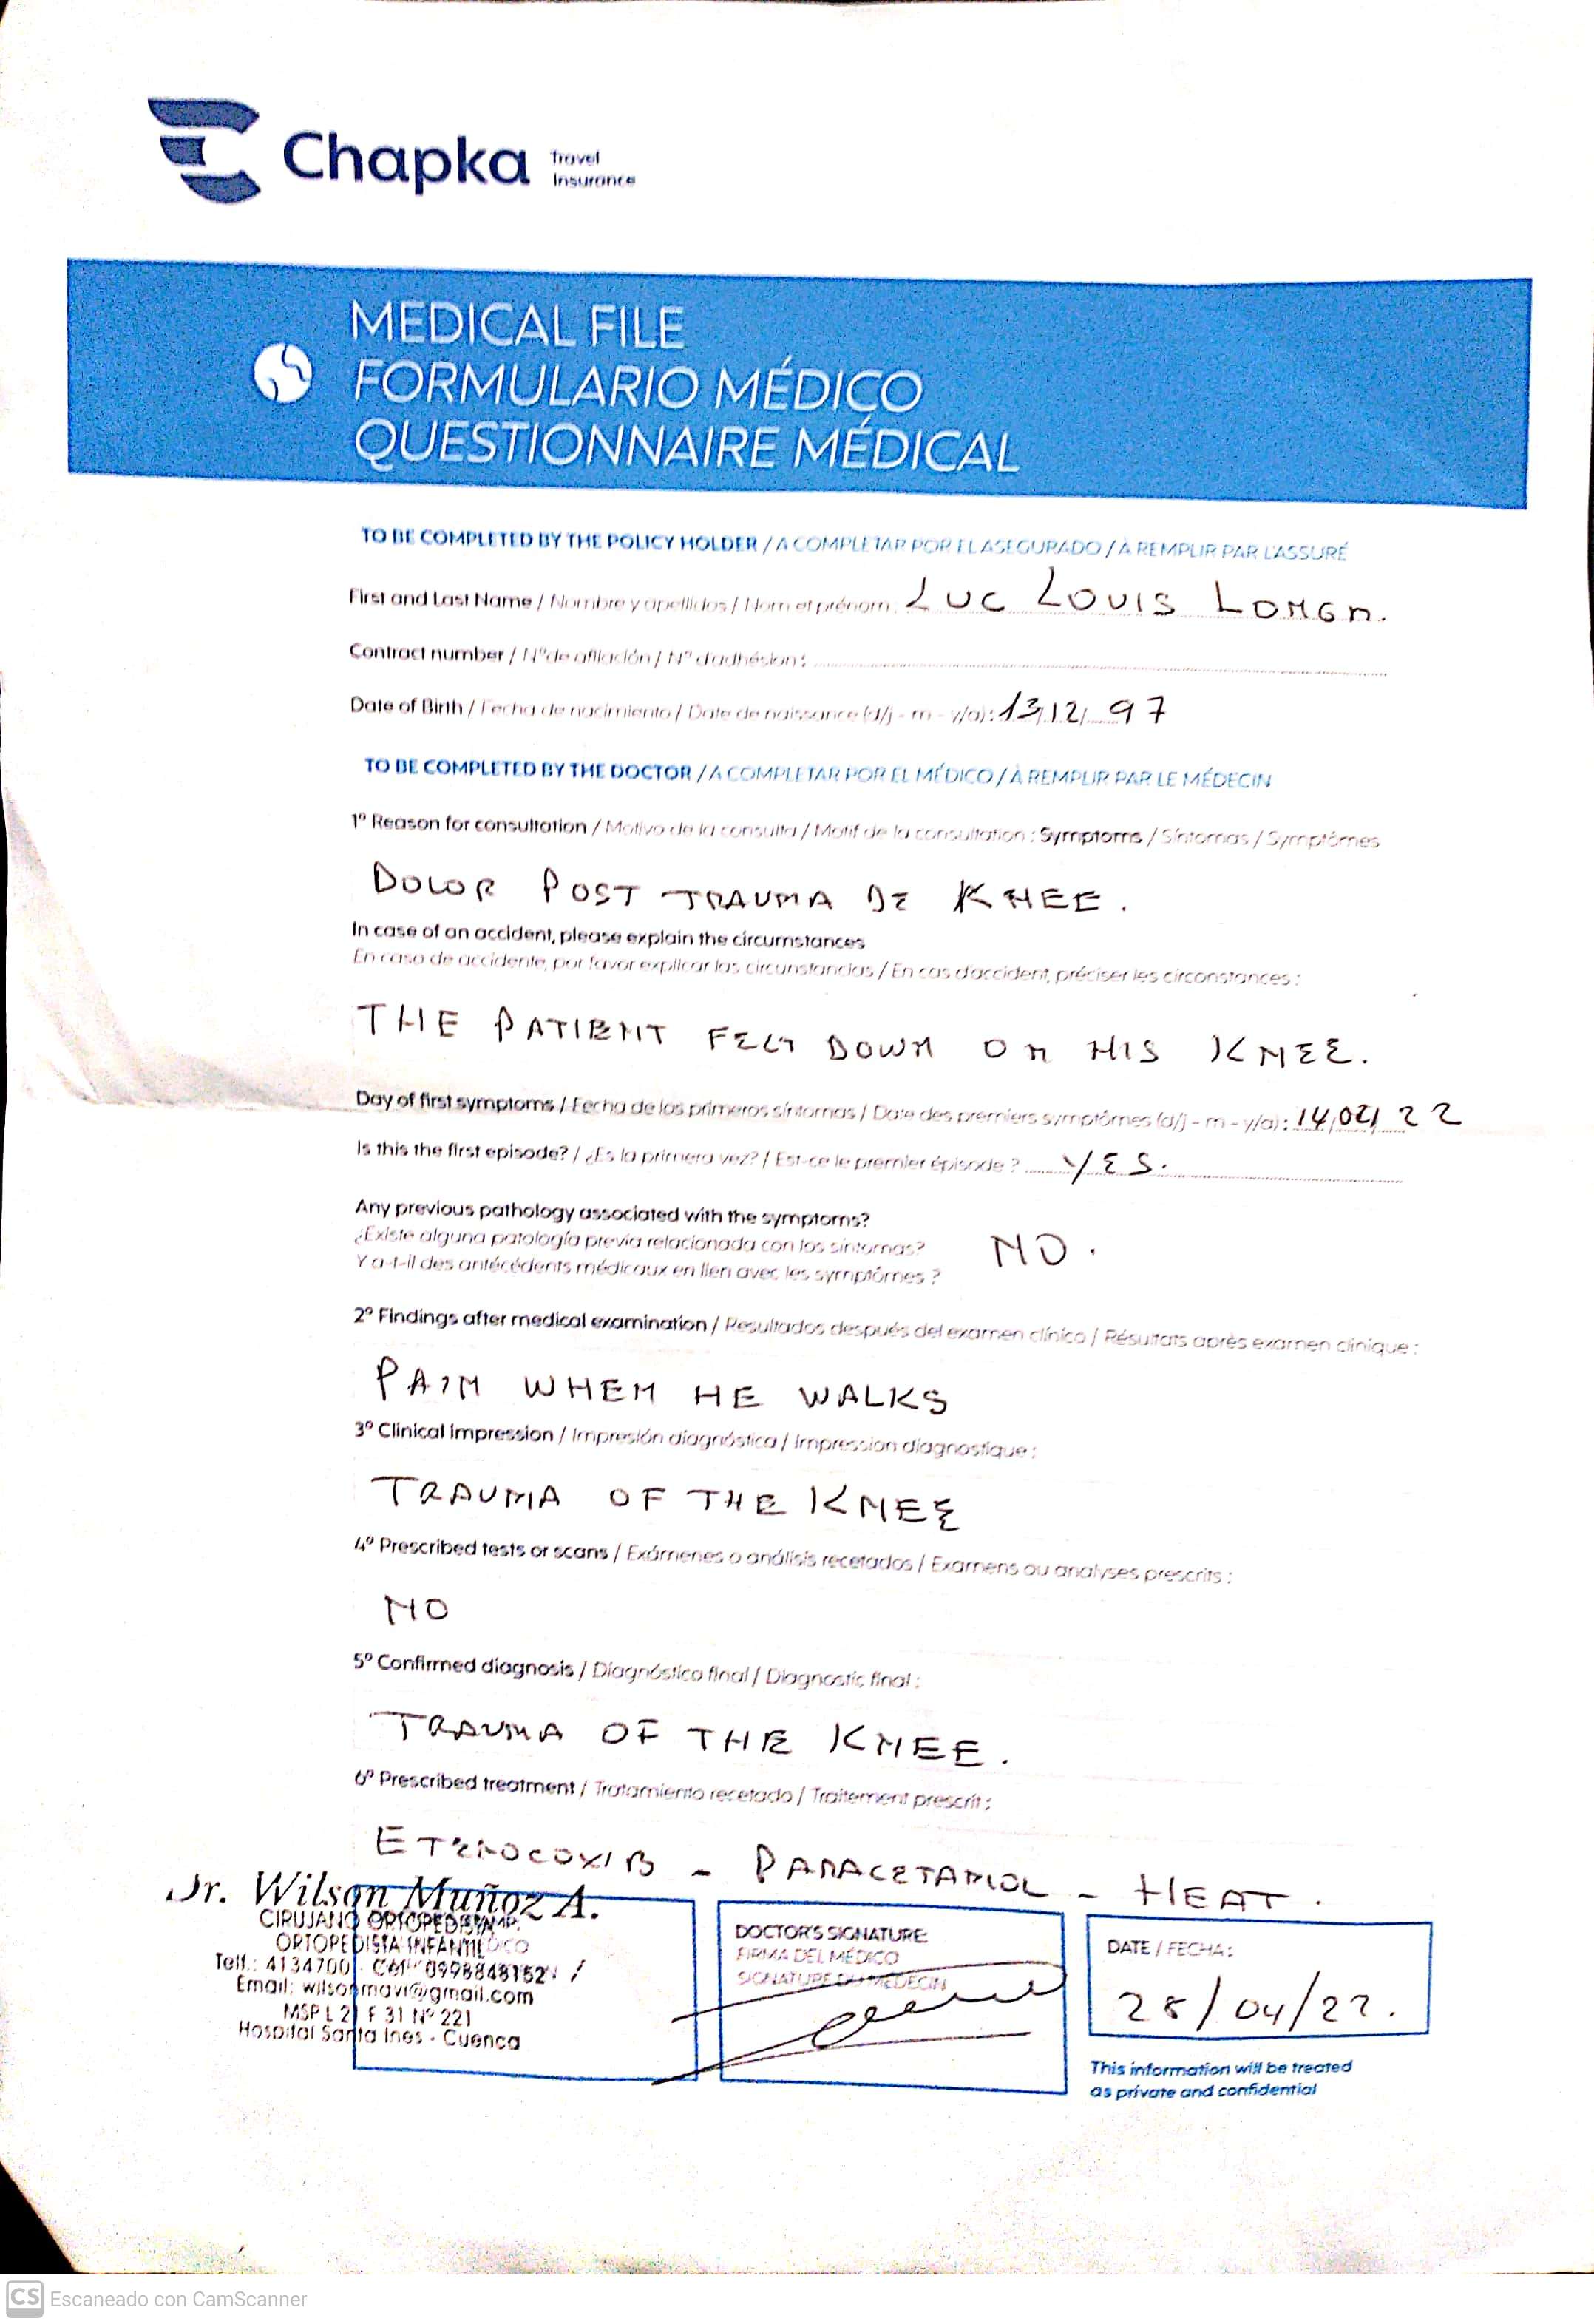 Chapka Travel Insurance
MEDICAL FILE
FORMULARIO MÉDICO
QUESTIONNAIRE MÉDICAL
TO BE COMPLETED BY THE POLICY HOLDER / A COMPLETAR POR EL ASEGURADO / À REMPLIR PAR L'ASSURÉ
First and Last Name / Nombre y apellidos / Nom et prénom : LUC LOUIS
Contract number / N° de afiliación / N° d'adhésion :
Date of Birth / Fecha de nacimiento / Date de naissance (d/j - m - y/a) : 13/12/ 97
TO BE COMPLETED BY THE DOCTOR / A COMPLETAR POR EL MÉDICO / À REMPLIR PAR LE MÉDECIN
1° Reason for consultation / Motivo de la consulta / Motif de la consultation : Symptoms / Síntomas / Symptômes
DOLOR POST TRAUMA DE KNEE.
In case of an accident, please explain the circumstances
En caso de accidente, por favor explicar las circunstancias / En cas d'accident, préciser les circonstances :
THE PATIENT FELT DOWN ON HIS KNEE.
Day of first symptoms / Fecha de los primeros síntomas / Date des premiers symptômes (d/j - m - y/a) : 14/02/ 22
Is this the first episode? / ¿Es la primera vez? / Est-ce le premier épisode ? YES.
Any previous pathology associated with the symptoms?
¿Existe alguna patología previa relacionada con los síntomas? NO.
Y a-t-il des antécédents médicaux en lien avec les symptômes ?
2° Findings after medical examination / Resultados después del examen clínico / Résultats après examen clinique :
PAIN WHEN HE WALKS
3° Clinical impression / Impresión diagnóstica / Impression diagnostique :
TRAUMA OF THE KNEE
4° Prescribed tests or scans / Exámenes o análisis recetados / Examens ou analyses prescrits :
NO
5° Confirmed diagnosis / Diagnóstico final / Diagnostic final :
TRAUMA OF THE KNEE.
6° Prescribed treatment / Tratamiento recetado / Traitement prescrit :
ETIROCOXIB - PARACETAMOL - HEAT.
Dr. Wilson Muñoz A.
CIRUJANO ORTOPEDISTA
ORTOPEDISTA INFANTIL
Telf.: 4134700 Cel: 0998848152
Email: wilsonmavi@gmail.com
MSP L 21 F 31 N° 221
Hospital Santa Ines - Cuenca
DOCTOR'S SIGNATURE:
FIRMA DEL MÉDICO
SIGNATURE DU MÉDECIN
DATE / FECHA :
28/04/22.
This information will be treated
as private and confidential
CS Escaneado con CamScanner